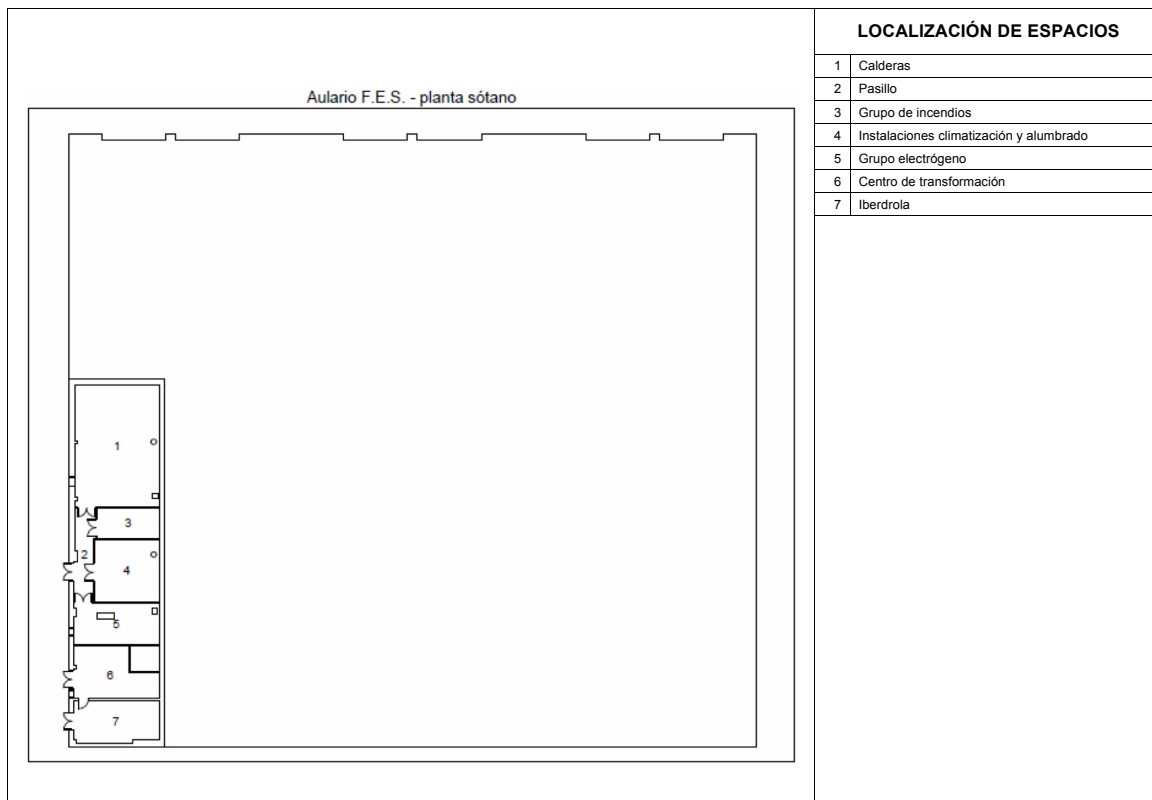 LOCALIZACIÓN DE ESPACIOS
1 Calderas
2 Pasillo
3 Grupo de incendios
4 Instalaciones climatización y alumbrado
5 Grupo electrógeno
6 Centro de transformación
7 Iberdrola
Aulario F.E.S. - planta sótano
1
3
2
4
5
6
7